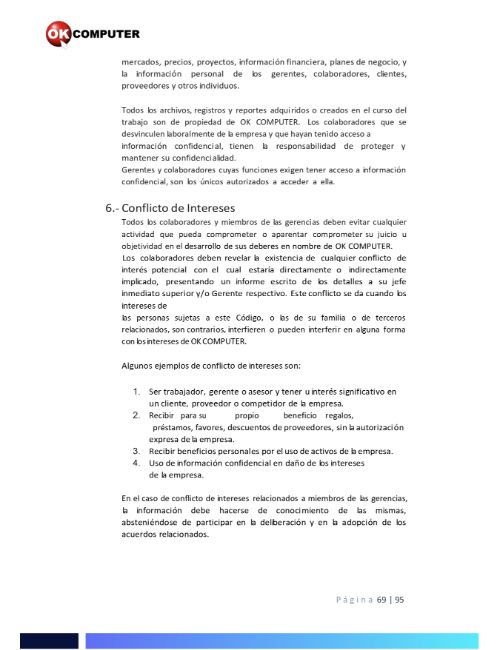 OK COMPUTER
mercados, precios, proyectos, información financiera, planes de negocio, y
la información personal de los gerentes, colaboradores, clientes,
proveedores y otros individuos.
Todos los archivos, registros y reportes adquiridos o creados en el curso del
trabajo son de propiedad de OK COMPUTER. Los colaboradores que se
desvinculen laboralmente de la empresa y que hayan tenido acceso a
información confidencial, tienen la responsabilidad de proteger y
mantener su confidencialidad.
Gerentes y colaboradores cuyas funciones exigen tener acceso a información
confidencial, son los únicos autorizados a acceder a ella.
6.- Conflicto de Intereses
Todos los colaboradores y miembros de las gerencias deben evitar cualquier
actividad que pueda comprometer o aparentar comprometer su juicio u
objetividad en el desarrollo de sus deberes en nombre de OK COMPUTER.
Los colaboradores deben revelar la existencia de cualquier conflicto de
interés potencial con el cual estaría directamente o indirectamente
implicado, presentando un informe escrito de los detalles a su jefe
inmediato superior y/o Gerente respectivo. Este conflicto se da cuando los
intereses de
las personas sujetas a este Código, o las de su familia o de terceros
relacionados, son contrarios, interfieren o pueden interferir en alguna forma
con los intereses de OK COMPUTER.
Algunos ejemplos de conflicto de intereses son:
1. Ser trabajador, gerente o asesor y tener u interés significativo en
un cliente, proveedor o competidor de la empresa.
2. Recibir para su propio beneficio regalos,
préstamos, favores, descuentos de proveedores, sin la autorización
expresa de la empresa.
3. Recibir beneficios personales por el uso de activos de la empresa.
4. Uso de información confidencial en daño de los intereses
de la empresa.
En el caso de conflicto de intereses relacionados a miembros de las gerencias,
la información debe hacerse de conocimiento de las mismas,
absteniéndose de participar en la deliberación y en la adopción de los
acuerdos relacionados.
Página 69 | 95